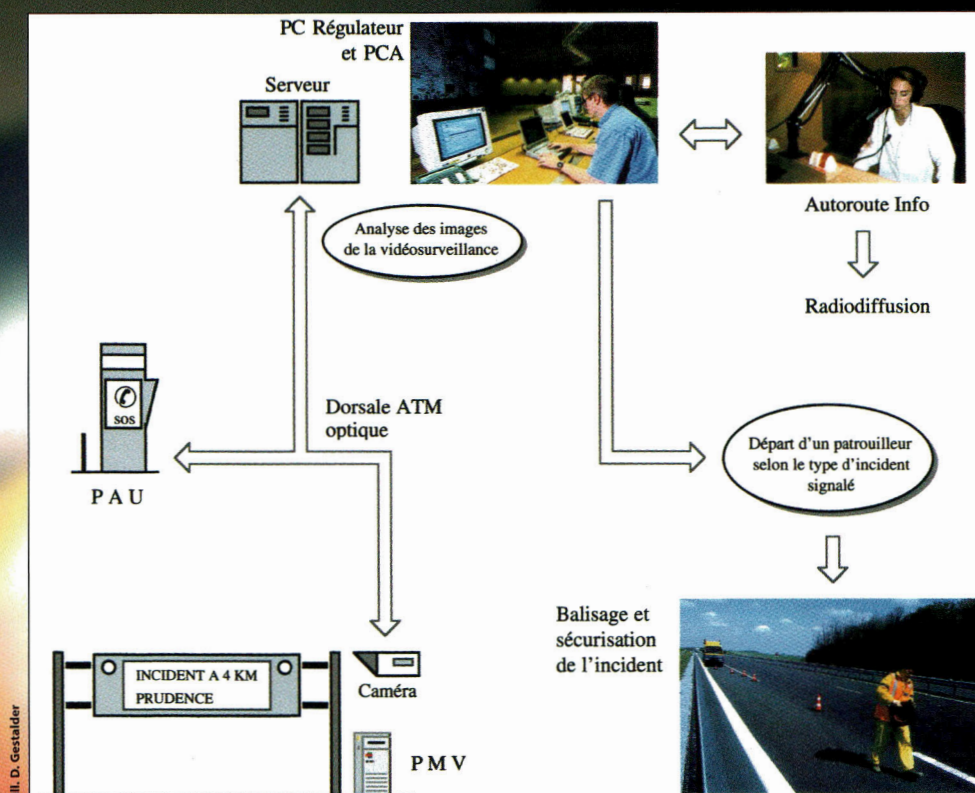 PC Régulateur
et PCA
Serveur
Analyse des images
de la vidéosurveillance
Autoroute Info
Radiodiffusion
SOS
P A U
Dorsale ATM
optique
Départ d'un patrouilleur
selon le type d'incident
signalé
Balisage et
sécurisation
de l'incident
INCIDENT A 4 KM
PRUDENCE
Caméra
P M V
Il. D. Gestalder